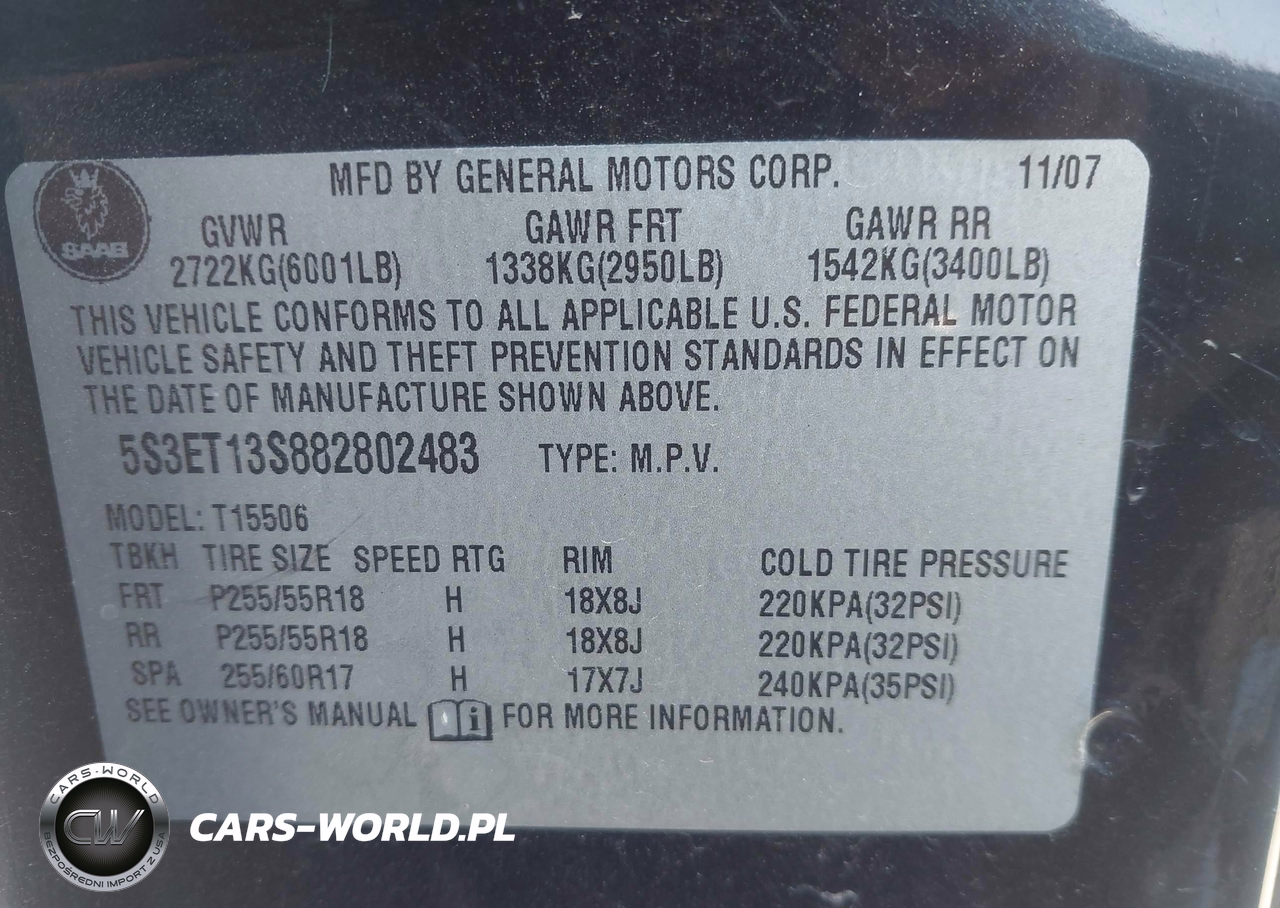 MFD BY GENERAL MOTORS CORP. 11/07
SAAB
GVWR GAWR FRT GAWR RR
2722KG(6001LB) 1338KG(2950LB) 1542KG(3400LB)
THIS VEHICLE CONFORMS TO ALL APPLICABLE U.S. FEDERAL MOTOR
VEHICLE SAFETY AND THEFT PREVENTION STANDARDS IN EFFECT ON
THE DATE OF MANUFACTURE SHOWN ABOVE.
5S3ET13S882802483 TYPE: M.P.V.
MODEL: T15506
TBKH TIRE SIZE SPEED RTG RIM COLD TIRE PRESSURE
FRT P255/55R18 H 18X8J 220KPA(32PSI)
RR P255/55R18 H 18X8J 220KPA(32PSI)
SPA 255/60R17 H 17X7J 240KPA(35PSI)
SEE OWNER'S MANUAL i FOR MORE INFORMATION.
CARS-WORLD
CW
BEZPOŚREDNI IMPORT Z USA
CARS-WORLD.PL